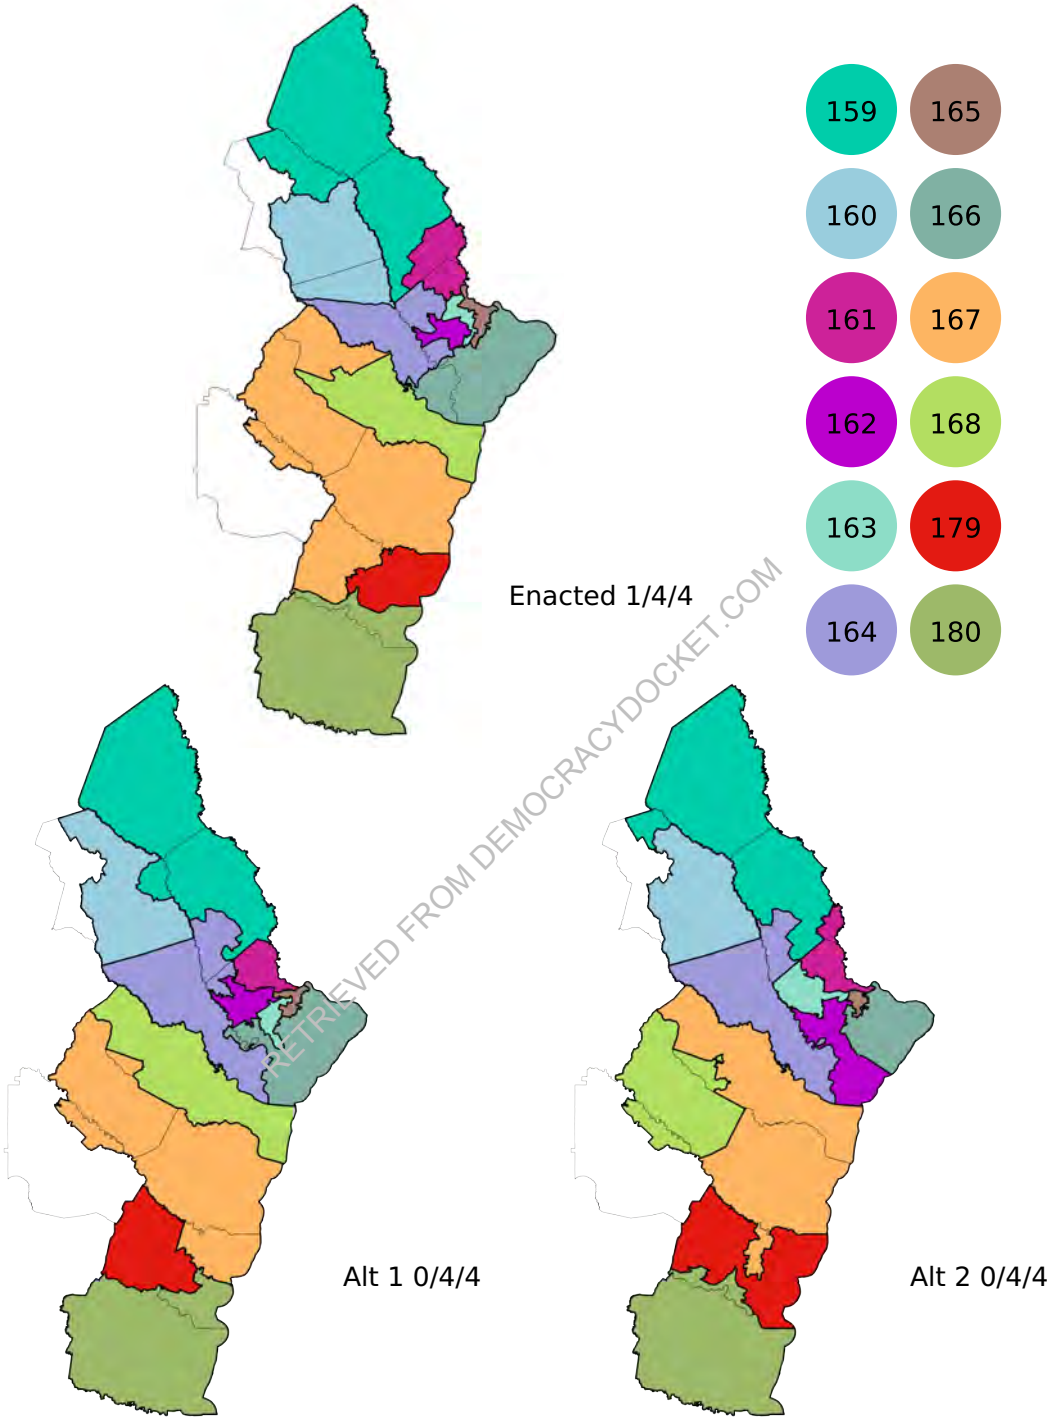 159 165
160 166
161 167
162 168
163 179
164 180
Enacted 1/4/4
RETRIEVED FROM DEMOCRACYDOCKET.COM
Alt 1 0/4/4
Alt 2 0/4/4